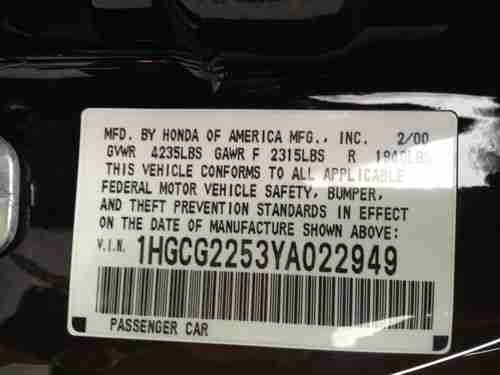 MFD. BY HONDA OF AMERICA MFG., INC. 2/00
GVWR 4235LBS GAWR F 2315LBS R
THIS VEHICLE CONFORMS TO ALL APPLICABLE
FEDERAL MOTOR VEHICLE SAFETY, BUMPER,
AND THEFT PREVENTION STANDARDS IN EFFECT
ON THE DATE OF MANUFACTURE SHOWN ABOVE:
V.I.N. 1HGCG2253YA022949
PASSENGER CAR